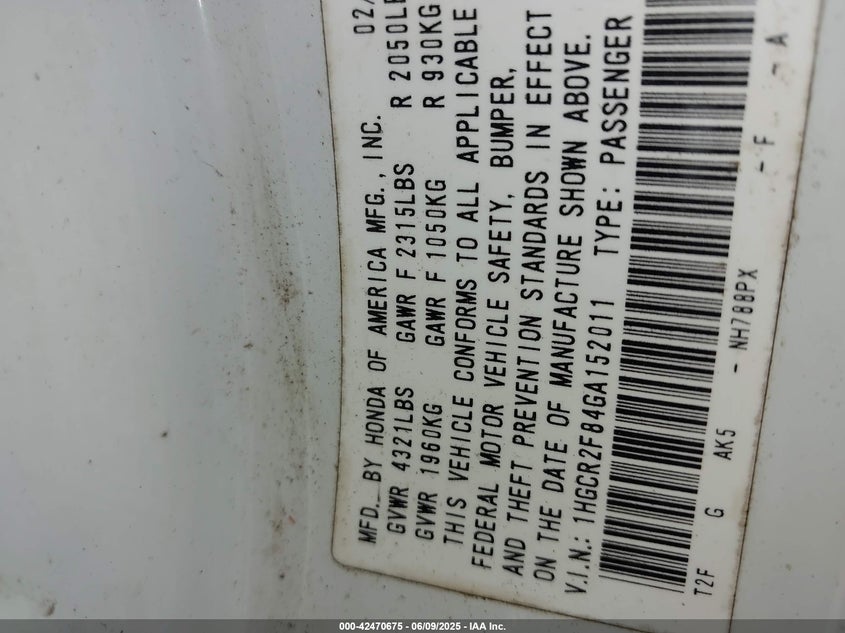 MFD. BY HONDA OF AMERICA MFG., INC. 02/
GVWR 4321LBS GAWR F 2315LBS R 2050LB
GVWR 1960KG GAWR F 1050KG R 930KG
THIS VEHICLE CONFORMS TO ALL APPLICABLE
FEDERAL MOTOR VEHICLE SAFETY, BUMPER,
AND THEFT PREVENTION STANDARDS IN EFFECT
ON THE DATE OF MANUFACTURE SHOWN ABOVE.
V.I.N.: 1HGCR2F84GA152011 TYPE: PASSENGER
T2F G AK5 - NH788PX - F A
000-42470675 - 06/09/2025 - IAA Inc.